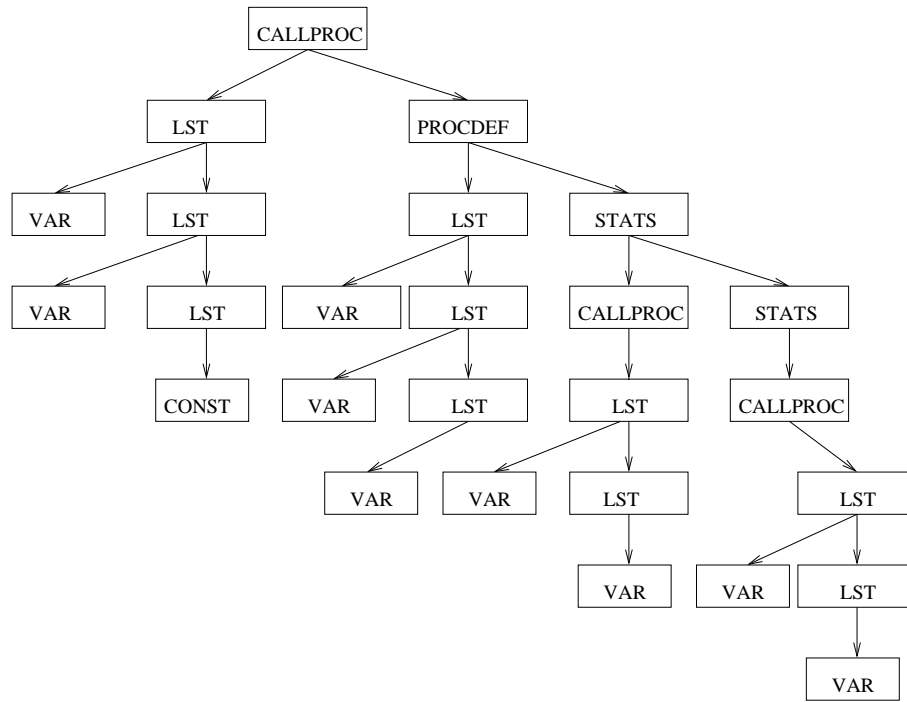 CALLPROC
LST PROCDEF
VAR LST LST STATS
VAR LST VAR LST CALLPROC STATS
CONST VAR LST LST CALLPROC
VAR VAR LST LST
VAR VAR LST
VAR